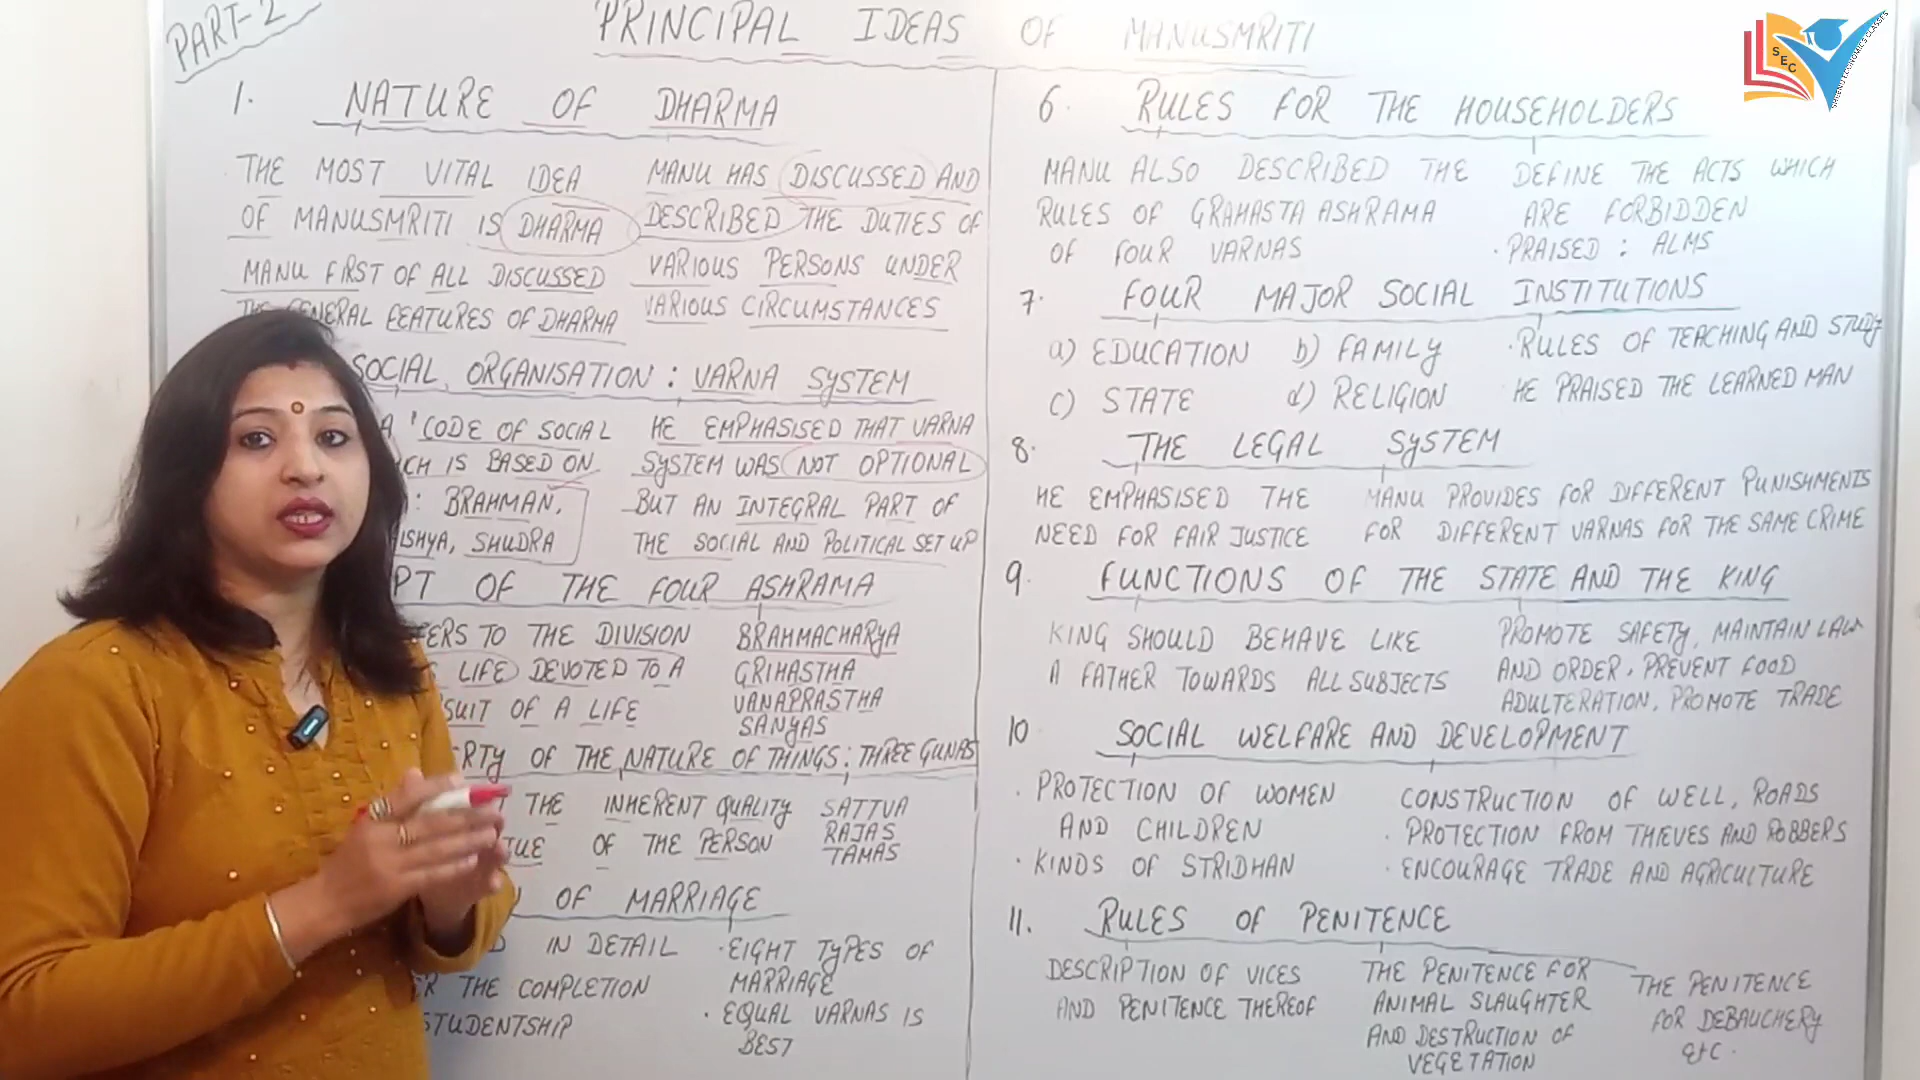 PART-2
PRINCIPAL IDEAS OF MANUSMRITI
1. NATURE OF DHARMA
THE MOST VITAL IDEA
OF MANUSMRITI IS DHARMA
MANU FIRST OF ALL DISCUSSED
THE GENERAL FEATURES OF DHARMA
MANU HAS DISCUSSED AND
DESCRIBED THE DUTIES OF
VARIOUS PERSONS UNDER
VARIOUS CIRCUMSTANCES
SOCIAL ORGANISATION : VARNA SYSTEM
A 'CODE OF SOCIAL
IS BASED ON
: BRAHMAN,
SHUDRA
HE EMPHASISED THAT VARNA
SYSTEM WAS NOT OPTIONAL
BUT AN INTEGRAL PART OF
THE SOCIAL AND POLITICAL SET UP
OF THE FOUR ASHRAMA
TO THE DIVISION
LIFE DEVOTED TO A
OF A LIFE
BRAHMACHARYA
GRIHASTHA
VANAPRASTHA
SANYAS
OF THE NATURE OF THINGS : THREE GUNAS
THE INHERENT QUALITY
OF THE PERSON
SATTVA
RAJAS
TAMAS
OF MARRIAGE
IN DETAIL
THE COMPLETION
STUDENTSHIP
· EIGHT TYPES OF
MARRIAGE
· EQUAL VARNAS IS
BEST
6. RULES FOR THE HOUSEHOLDERS
MANU ALSO DESCRIBED THE
RULES OF GRAHASTA ASHRAMA
OF FOUR VARNAS
DEFINE THE ACTS WHICH
ARE FORBIDDEN
· PRAISED : ALMS
7. FOUR MAJOR SOCIAL INSTITUTIONS
a) EDUCATION b) FAMILY
c) STATE d) RELIGION
· RULES OF TEACHING AND STUDY
HE PRAISED THE LEARNED MAN
8. THE LEGAL SYSTEM
HE EMPHASISED THE
NEED FOR FAIR JUSTICE
MANU PROVIDES FOR DIFFERENT PUNISHMENTS
FOR DIFFERENT VARNAS FOR THE SAME CRIME
9. FUNCTIONS OF THE STATE AND THE KING
KING SHOULD BEHAVE LIKE
A FATHER TOWARDS ALL SUBJECTS
PROMOTE SAFETY, MAINTAIN LAW
AND ORDER, PREVENT FOOD
ADULTERATION, PROMOTE TRADE
10 SOCIAL WELFARE AND DEVELOPMENT
· PROTECTION OF WOMEN
AND CHILDREN
· KINDS OF STRIDHAN
CONSTRUCTION OF WELL, ROADS
· PROTECTION FROM THIEVES AND ROBBERS
· ENCOURAGE TRADE AND AGRICULTURE
11. RULES OF PENITENCE
DESCRIPTION OF VICES
AND PENITENCE THEREOF
THE PENITENCE FOR
ANIMAL SLAUGHTER
AND DESTRUCTION OF
VEGETATION
THE PENITENCE
FOR DEBAUCHERY
etc.
SEC